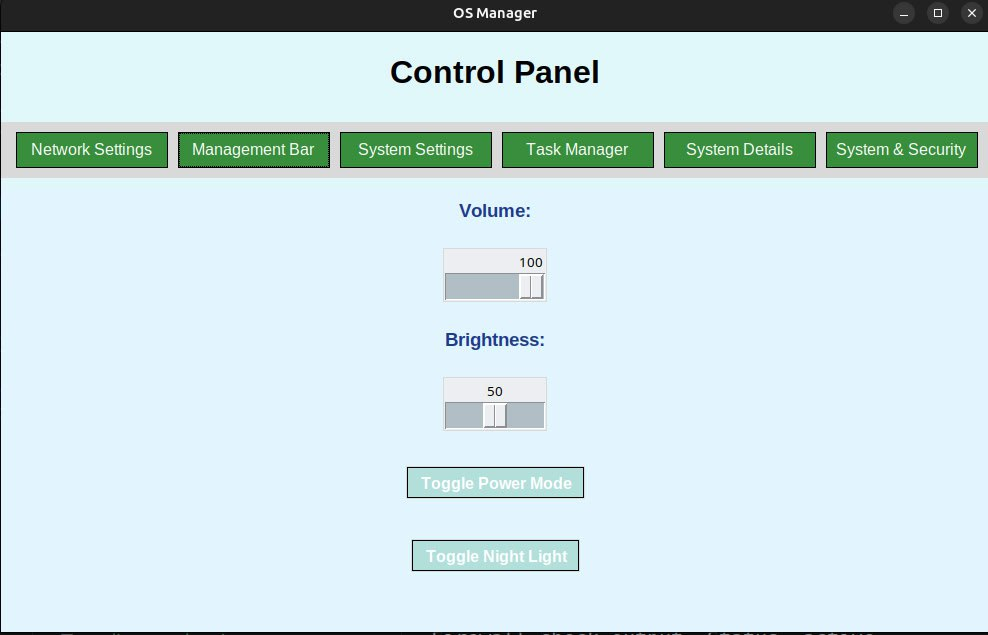 OS Manager
Control Panel
Network Settings
Management Bar
System Settings
Task Manager
System Details
System & Security
Volume:
100
Brightness:
50
Toggle Power Mode
Toggle Night Light